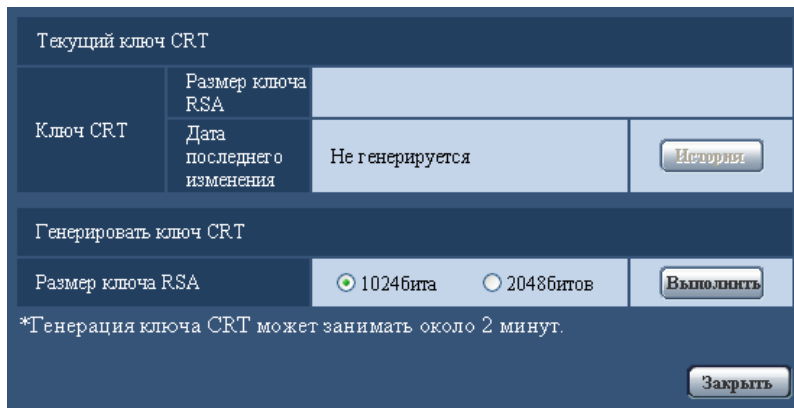 Текущий ключ CRT
Ключ CRT
Размер ключа
RSA
Дата
последнего
изменения
Не генерируется
История
Генерировать ключ CRT
Размер ключа RSA
1024бита
2048битов
Выполнить
*Генерация ключа CRT может занимать около 2 минут.
Закрыть